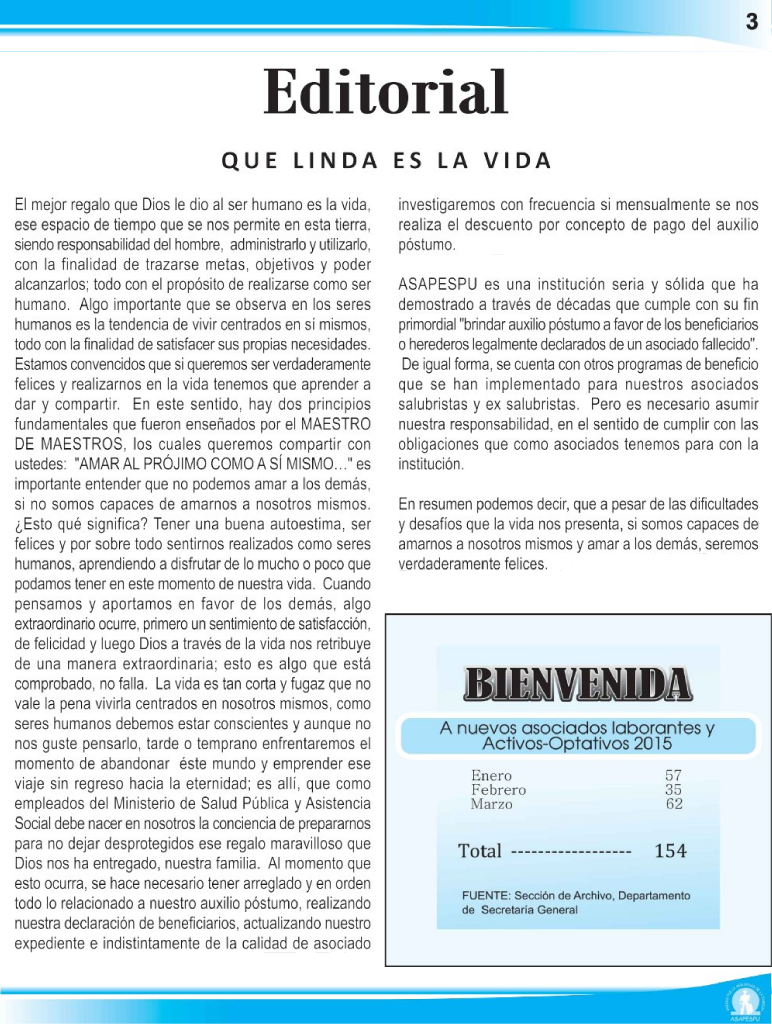 3
Editorial
QUE LINDA ES LA VIDA
El mejor regalo que Dios le dio al ser humano es la vida,
ese espacio de tiempo que se nos permite en esta tierra,
siendo responsabilidad del hombre, administrarlo y utilizarlo,
con la finalidad de trazarse metas, objetivos y poder
alcanzarlos; todo con el propósito de realizarse como ser
humano. Algo importante que se observa en los seres
humanos es la tendencia de vivir centrados en sí mismos,
todo con la finalidad de satisfacer sus propias necesidades.
Estamos convencidos que si queremos ser verdaderamente
felices y realizarnos en la vida tenemos que aprender a
dar y compartir. En este sentido, hay dos principios
fundamentales que fueron enseñados por el MAESTRO
DE MAESTROS, los cuales queremos compartir con
ustedes: "AMAR AL PRÓJIMO COMO A SÍ MISMO…" es
importante entender que no podemos amar a los demás,
si no somos capaces de amarnos a nosotros mismos.
¿Esto qué significa? Tener una buena autoestima, ser
felices y por sobre todo sentirnos realizados como seres
humanos, aprendiendo a disfrutar de lo mucho o poco que
podamos tener en este momento de nuestra vida. Cuando
pensamos y aportamos en favor de los demás, algo
extraordinario ocurre, primero un sentimiento de satisfacción,
de felicidad y luego Dios a través de la vida nos retribuye
de una manera extraordinaria; esto es algo que está
comprobado, no falla. La vida es tan corta y fugaz que no
vale la pena vivirla centrados en nosotros mismos, como
seres humanos debemos estar conscientes y aunque no
nos guste pensarlo, tarde o temprano enfrentaremos el
momento de abandonar éste mundo y emprender ese
viaje sin regreso hacia la eternidad; es allí, que como
empleados del Ministerio de Salud Pública y Asistencia
Social debe nacer en nosotros la conciencia de prepararnos
para no dejar desprotegidos ese regalo maravilloso que
Dios nos ha entregado, nuestra familia. Al momento que
esto ocurra, se hace necesario tener arreglado y en orden
todo lo relacionado a nuestro auxilio póstumo, realizando
nuestra declaración de beneficiarios, actualizando nuestro
expediente e indistintamente de la calidad de asociado
investigaremos con frecuencia si mensualmente se nos
realiza el descuento por concepto de pago del auxilio
póstumo.
ASAPESPU es una institución seria y sólida que ha
demostrado a través de décadas que cumple con su fin
primordial "brindar auxilio póstumo a favor de los beneficiarios
o herederos legalmente declarados de un asociado fallecido".
De igual forma, se cuenta con otros programas de beneficio
que se han implementado para nuestros asociados
salubristas y ex salubristas. Pero es necesario asumir
nuestra responsabilidad, en el sentido de cumplir con las
obligaciones que como asociados tenemos para con la
institución.
En resumen podemos decir, que a pesar de las dificultades
y desafíos que la vida nos presenta, si somos capaces de
amarnos a nosotros mismos y amar a los demás, seremos
verdaderamente felices.
BIENVENIDA
A nuevos asociados laborantes y
Activos-Optativos 2015
Enero 57
Febrero 35
Marzo 62
Total ------------------ 154
FUENTE: Sección de Archivo, Departamento
de Secretaría General
ASAPESPU